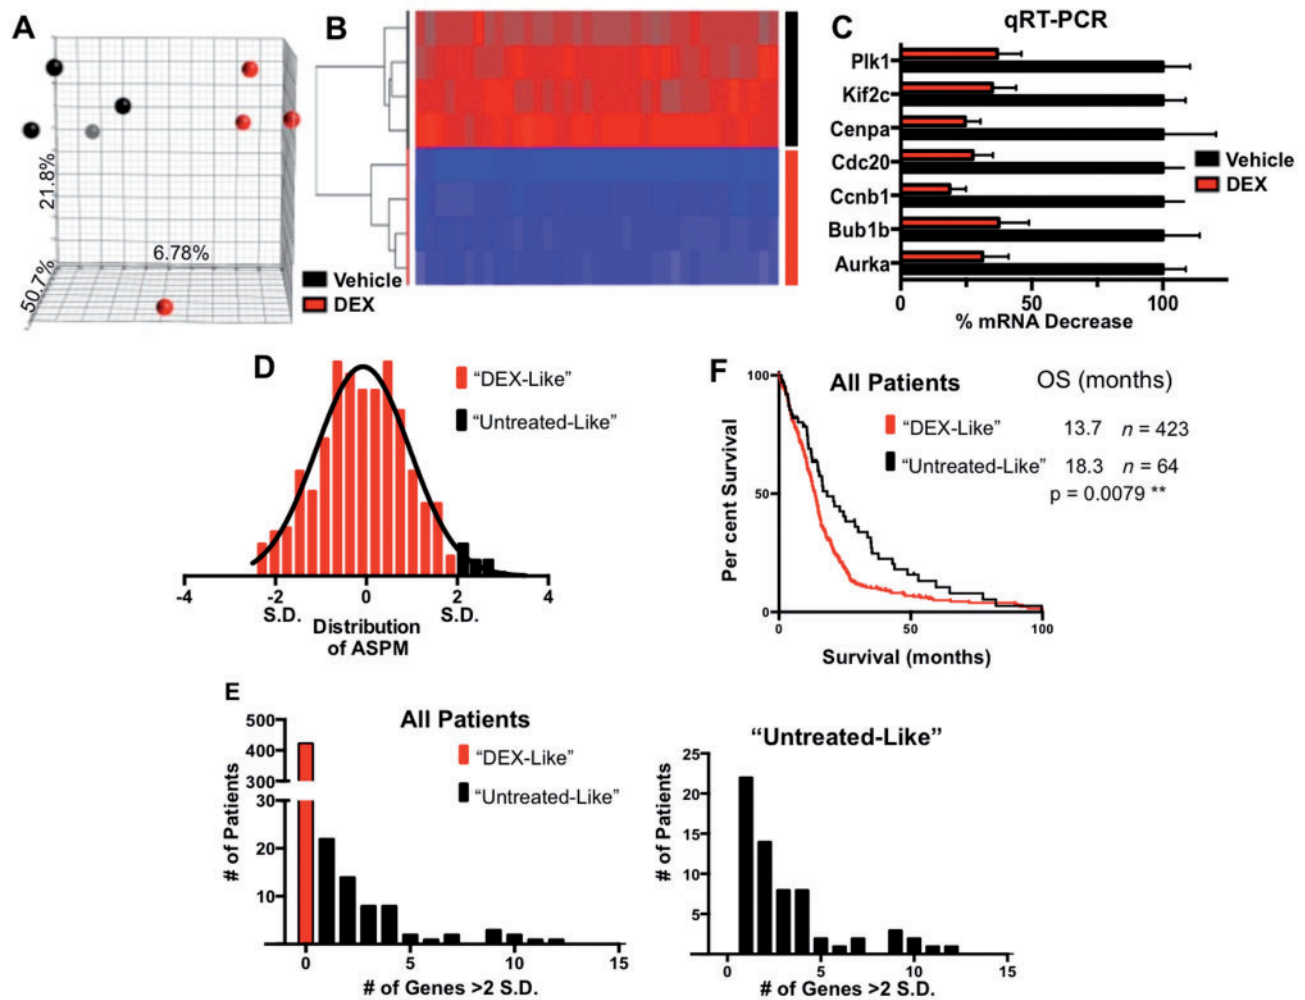 A
21.8%
6.78%
50.7%
Vehicle
DEX
B
C
qRT-PCR
Plk1
Kif2c
Cenpa
Cdc20
Ccnb1
Bub1b
Aurka
Vehicle
DEX
0 50 100
% mRNA Decrease
D
"DEX-Like"
"Untreated-Like"
-4 -2 0 2 4
S.D. S.D.
Distribution
of ASPM
F
All Patients OS (months)
"DEX-Like" 13.7 n = 423
"Untreated-Like" 18.3 n = 64
p = 0.0079 **
Per cent Survival
100
50
0
0 50 100
Survival (months)
E
All Patients
"DEX-Like"
"Untreated-Like"
# of Patients
500
400
300
30
20
10
0 5 10 15
# of Genes >2 S.D.
"Untreated-Like"
# of Patients
25
20
15
10
5
0 5 10 15
# of Genes >2 S.D.